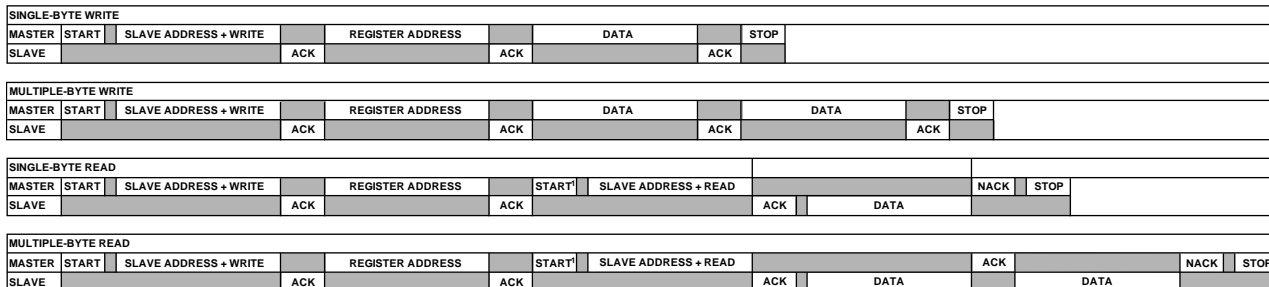 SINGLE-BYTE WRITE
MASTER START SLAVE ADDRESS + WRITE REGISTER ADDRESS DATA STOP
SLAVE ACK ACK ACK
MULTIPLE-BYTE WRITE
MASTER START SLAVE ADDRESS + WRITE REGISTER ADDRESS DATA DATA STOP
SLAVE ACK ACK ACK ACK
SINGLE-BYTE READ
MASTER START SLAVE ADDRESS + WRITE REGISTER ADDRESS START¹ SLAVE ADDRESS + READ NACK STOP
SLAVE ACK ACK ACK DATA
MULTIPLE-BYTE READ
MASTER START SLAVE ADDRESS + WRITE REGISTER ADDRESS START¹ SLAVE ADDRESS + READ ACK NACK STOP
SLAVE ACK ACK ACK DATA DATA